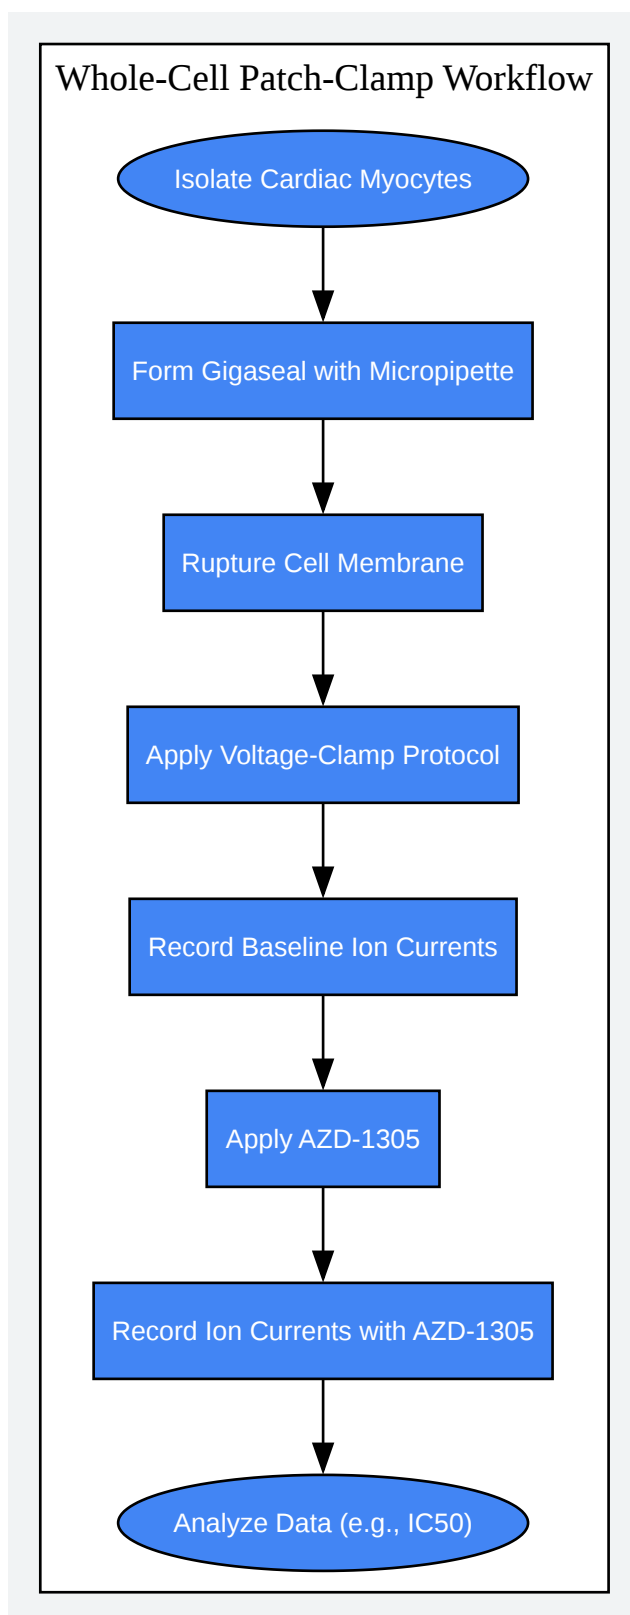 Whole-Cell Patch-Clamp Workflow
Isolate Cardiac Myocytes
Form Gigaseal with Micropipette
Rupture Cell Membrane
Apply Voltage-Clamp Protocol
Record Baseline Ion Currents
Apply AZD-1305
Record Ion Currents with AZD-1305
Analyze Data (e.g., IC50)